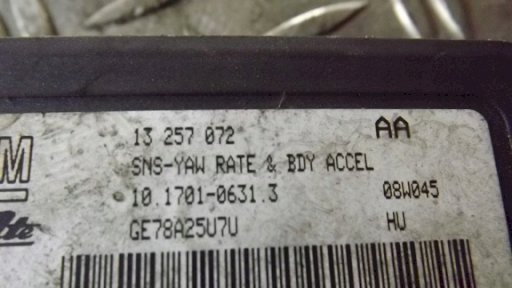 13 257 072 AA
SNS-YAW RATE & BDY ACCEL
M
10.1701-0631.3 08W045
GE78A25U7U HU